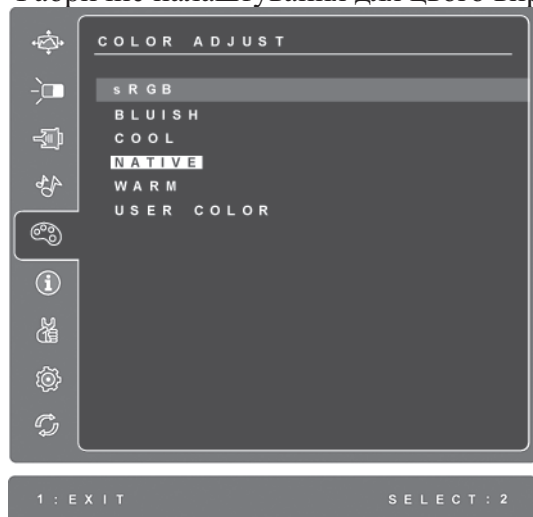 COLOR ADJUST
sRGB
BLUISH
COOL
NATIVE
WARM
USER COLOR
1:EXIT SELECT:2